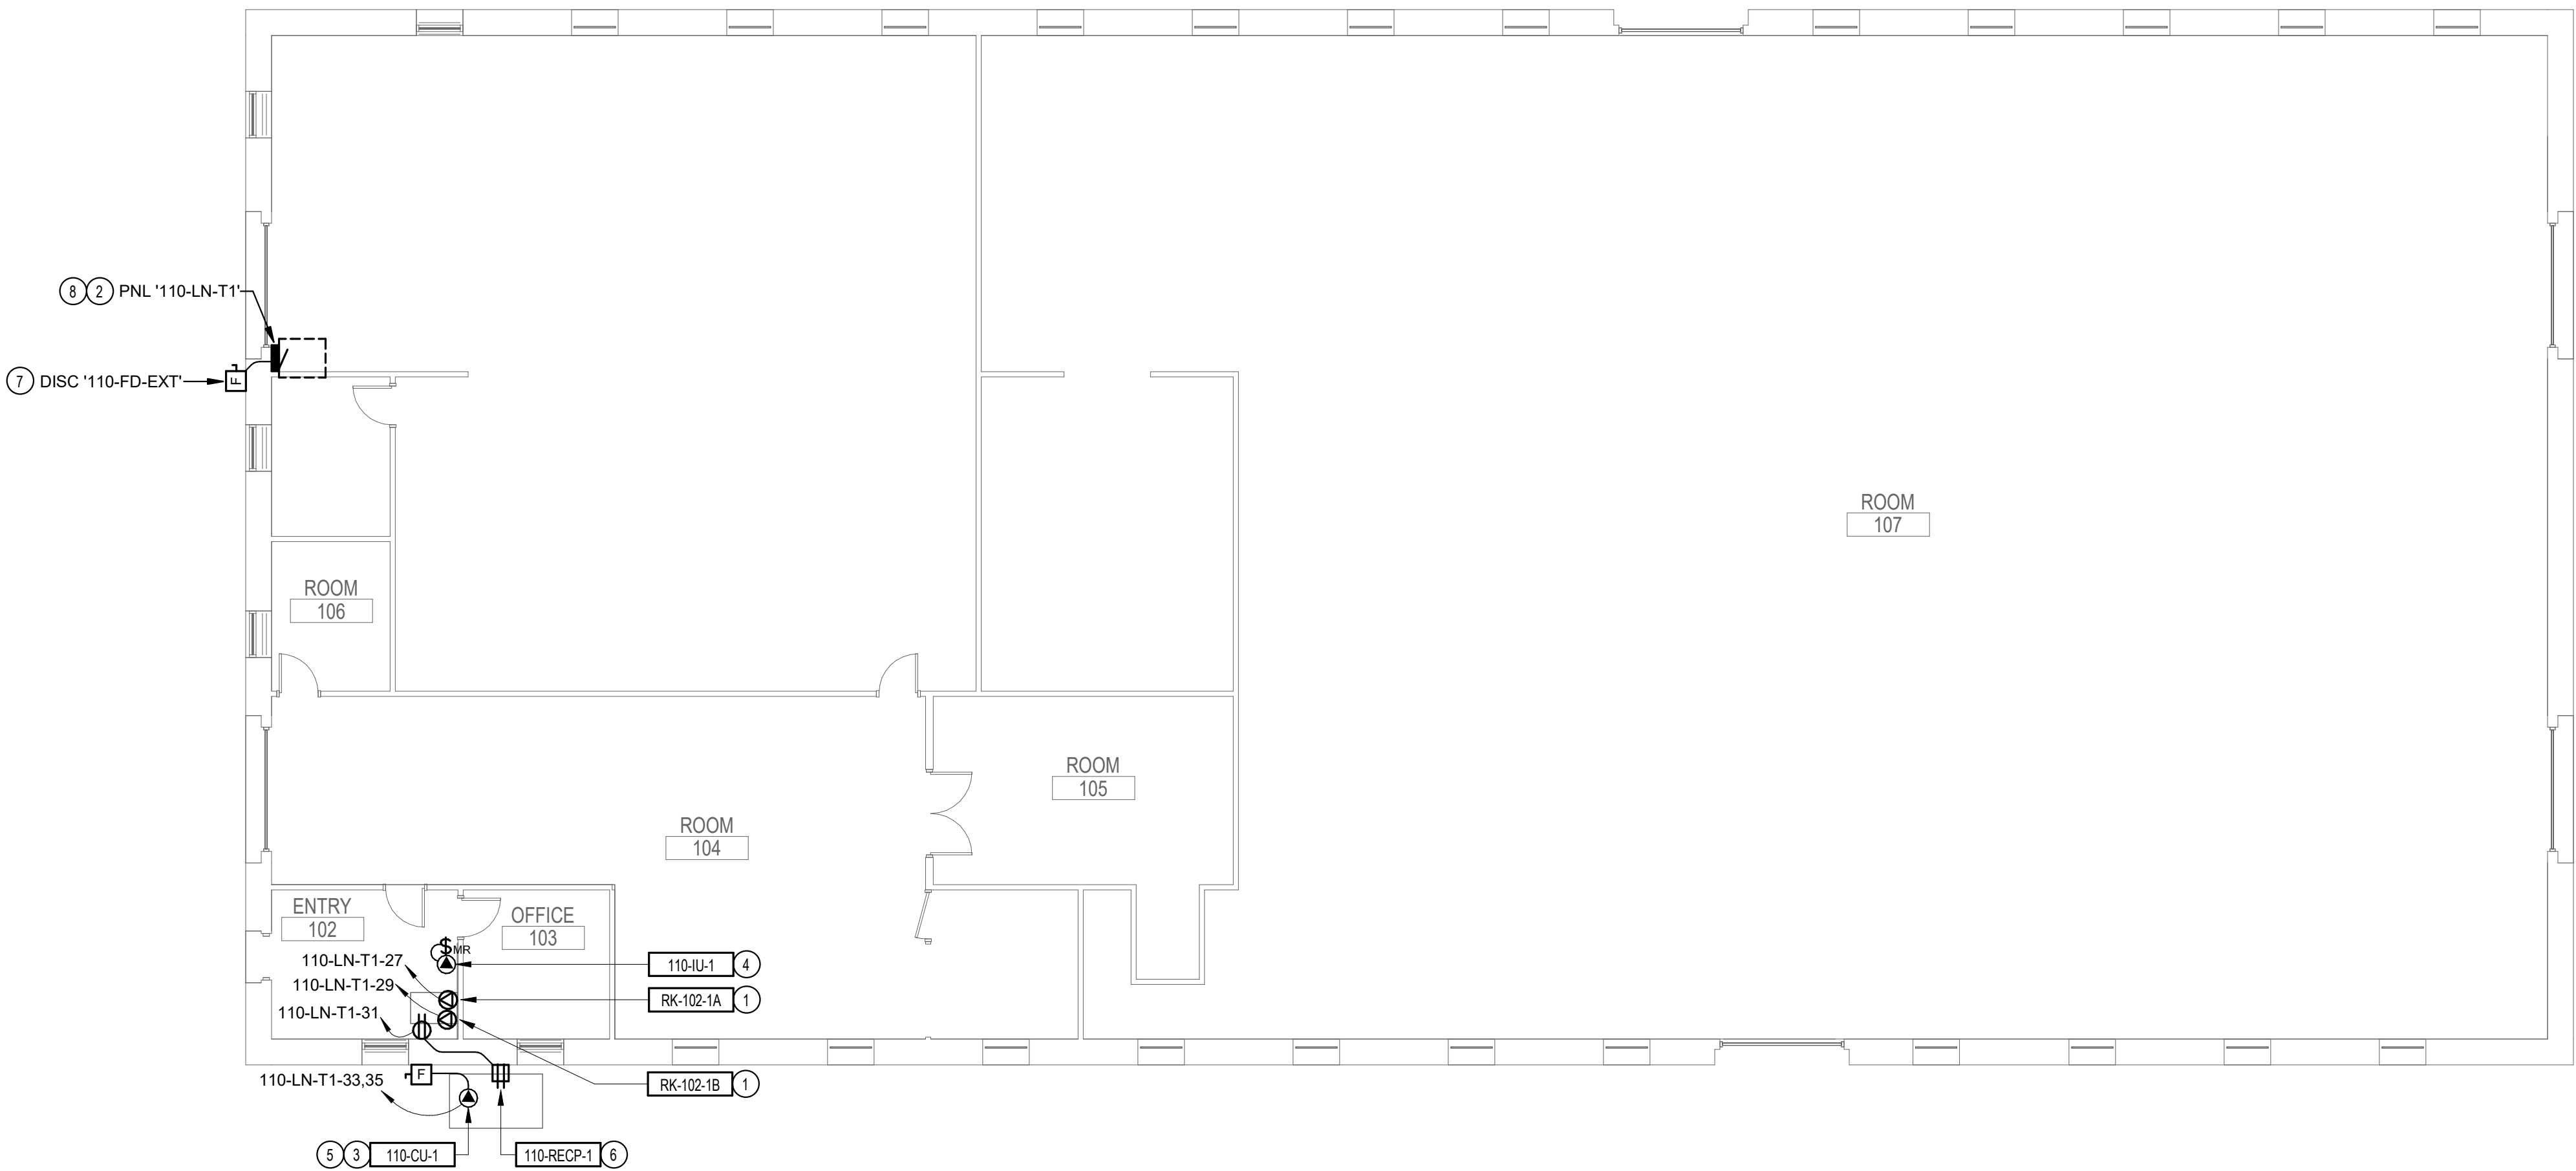 8 2 PNL '110-LN-T1'
7 DISC '110-FD-EXT'
F
ROOM
107
ROOM
106
ROOM
105
ROOM
104
ENTRY
102
OFFICE
103
$MR
110-LN-T1-27
110-IU-1 4
110-LN-T1-29
RK-102-1A 1
110-LN-T1-31
110-LN-T1-33,35
F
RK-102-1B 1
5 3 110-CU-1
110-RECP-1 6